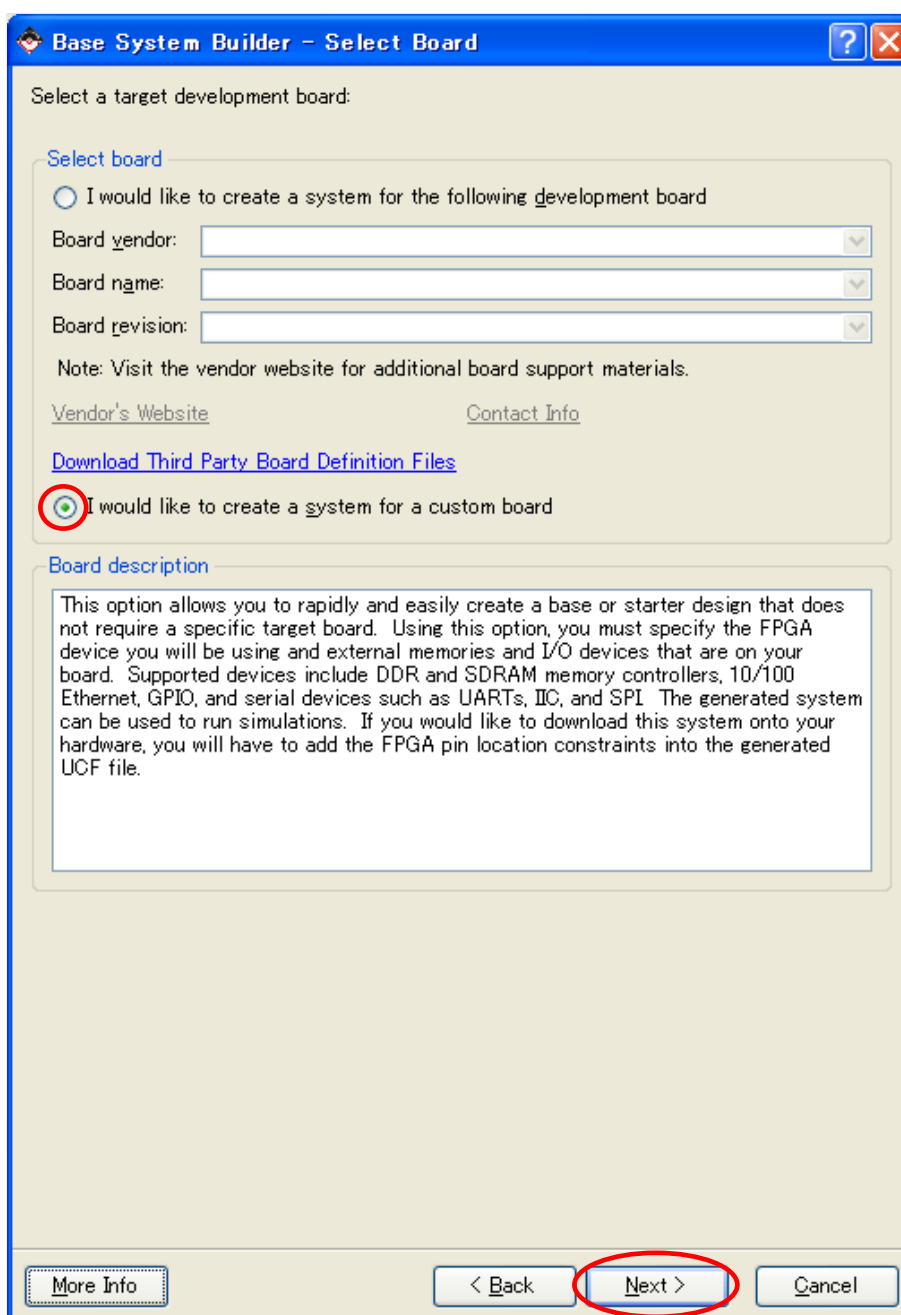 Base System Builder - Select Board
Select a target development board:
Select board
I would like to create a system for the following development board
Board vendor:
Board name:
Board revision:
Note: Visit the vendor website for additional board support materials.
Vendor's Website
Contact Info
Download Third Party Board Definition Files
I would like to create a system for a custom board
Board description
This option allows you to rapidly and easily create a base or starter design that does
not require a specific target board.  Using this option, you must specify the FPGA
device you will be using and external memories and I/O devices that are on your
board.  Supported devices include DDR and SDRAM memory controllers, 10/100
Ethernet, GPIO, and serial devices such as UARTs, IIC, and SPI.  The generated system
can be used to run simulations.  If you would like to download this system onto your
hardware, you will have to add the FPGA pin location constraints into the generated
UCF file.
More Info
< Back
Next >
Cancel